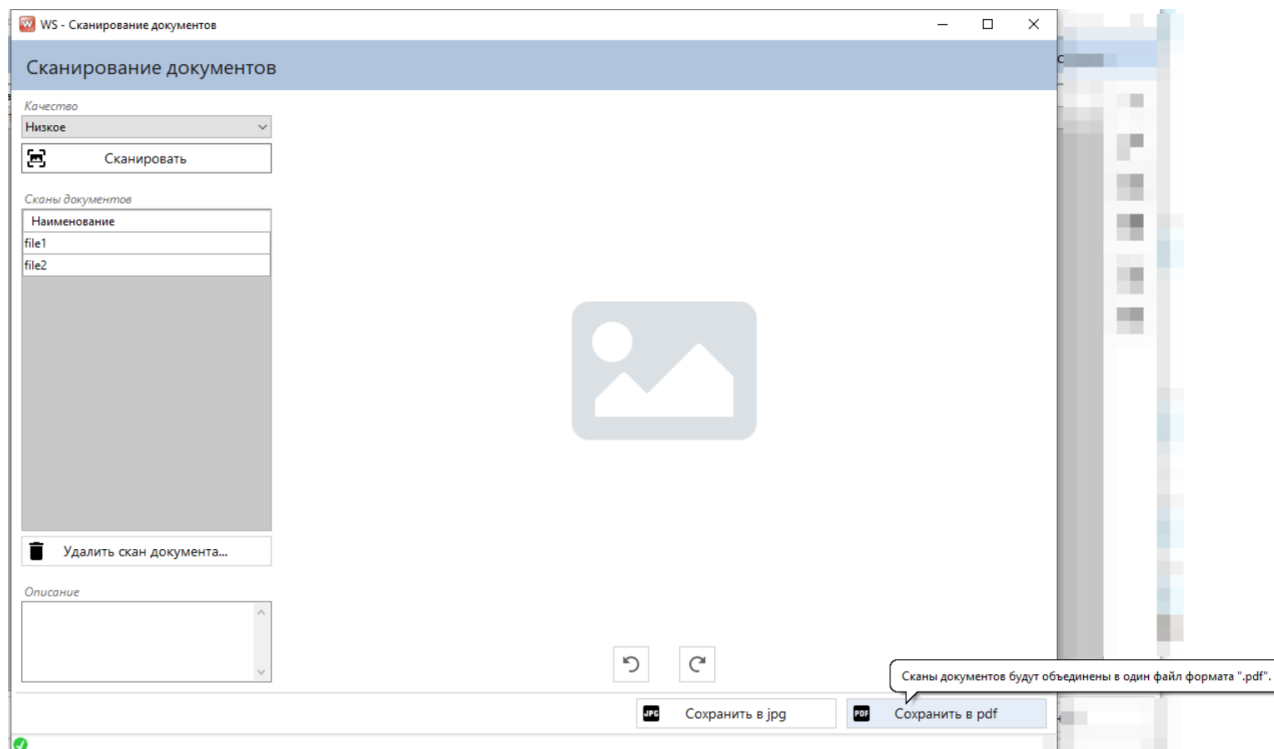 WS - Сканирование документов
Сканирование документов
Качество
Низкое
Сканировать
Сканы документов
Наименование
file1
file2
Удалить скан документа...
Описание
Сканы документов будут объединены в один файл формата ".pdf".
JPG Сохранить в jpg
PDF Сохранить в pdf